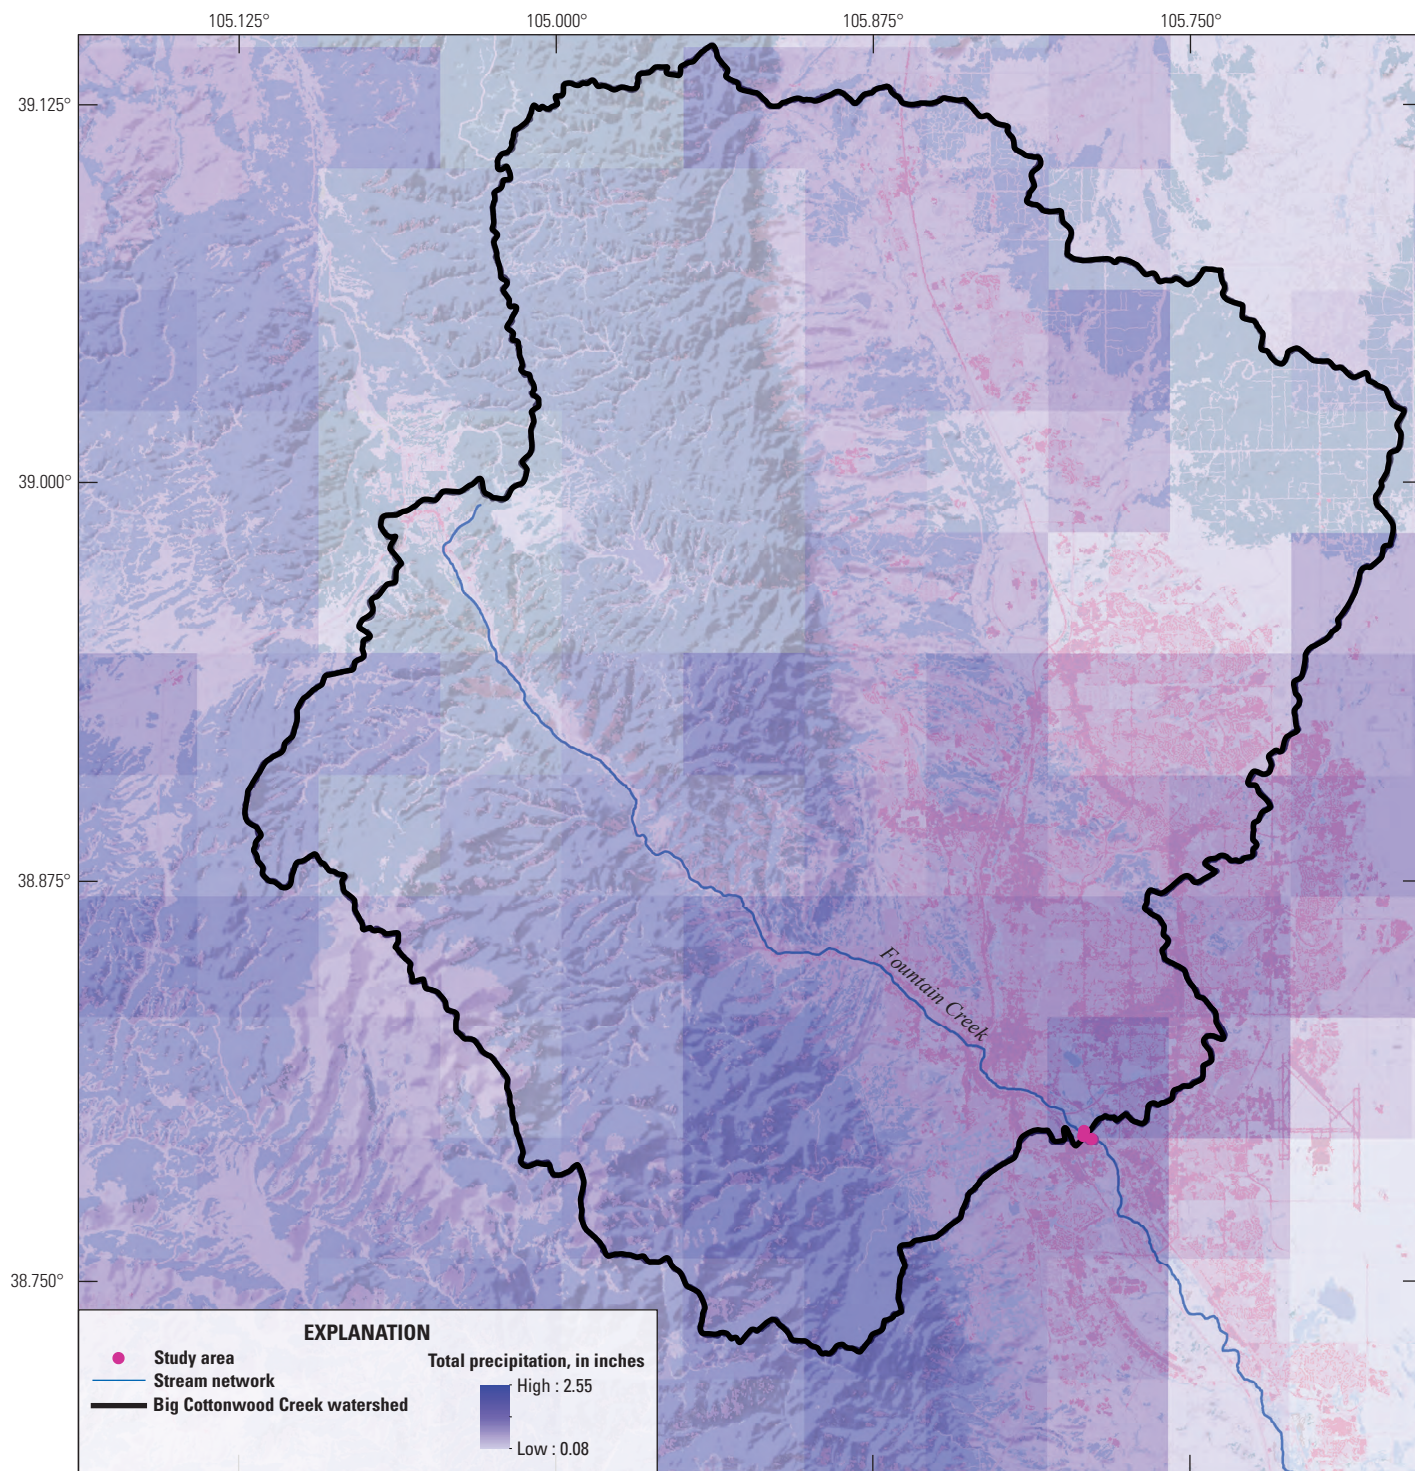 105.125°
105.000°
105.875°
105.750°
39.125°
39.000°
38.875°
38.750°
Fountain Creek
EXPLANATION
Study area
Stream network
Big Cottonwood Creek watershed
Total precipitation, in inches
High : 2.55
Low : 0.08